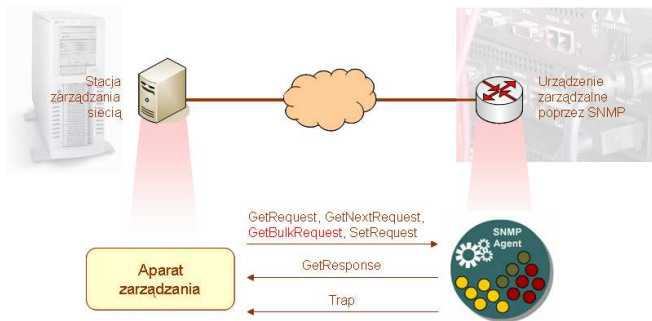 Stacja
zarządzania
siecią
Urządzenie
zarządzalne
poprzez SNMP
GetRequest, GetNextRequest,
GetBulkRequest, SetRequest
SNMP
Agent
GetResponse
Aparat
zarządzania
Trap